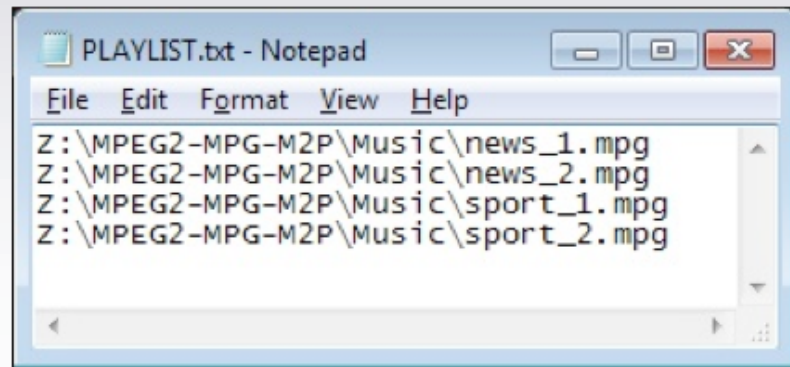 PLAYLIST.txt - Notepad
File Edit Format View Help
Z:\MPEG2-MPG-M2P\Music\news_1.mpg
Z:\MPEG2-MPG-M2P\Music\news_2.mpg
Z:\MPEG2-MPG-M2P\Music\sport_1.mpg
Z:\MPEG2-MPG-M2P\Music\sport_2.mpg